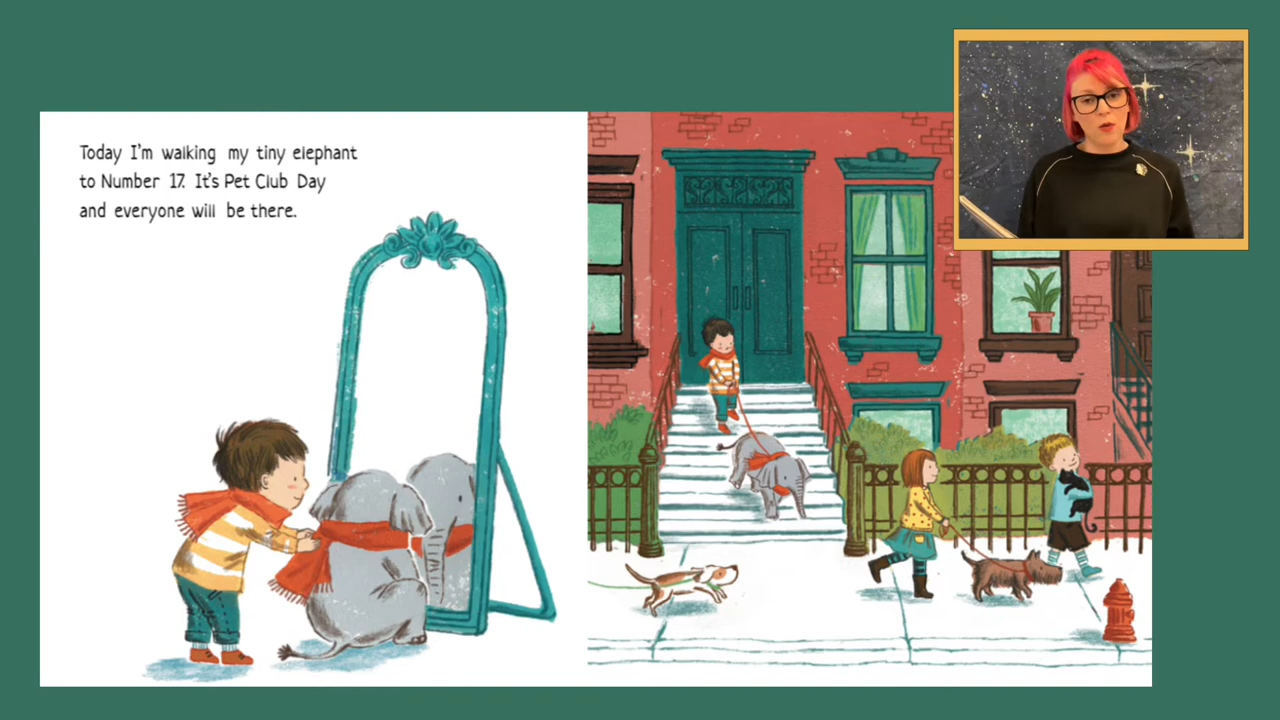 Today I'm walking my tiny elephant
to Number 17. It's Pet Club Day
and everyone will be there.